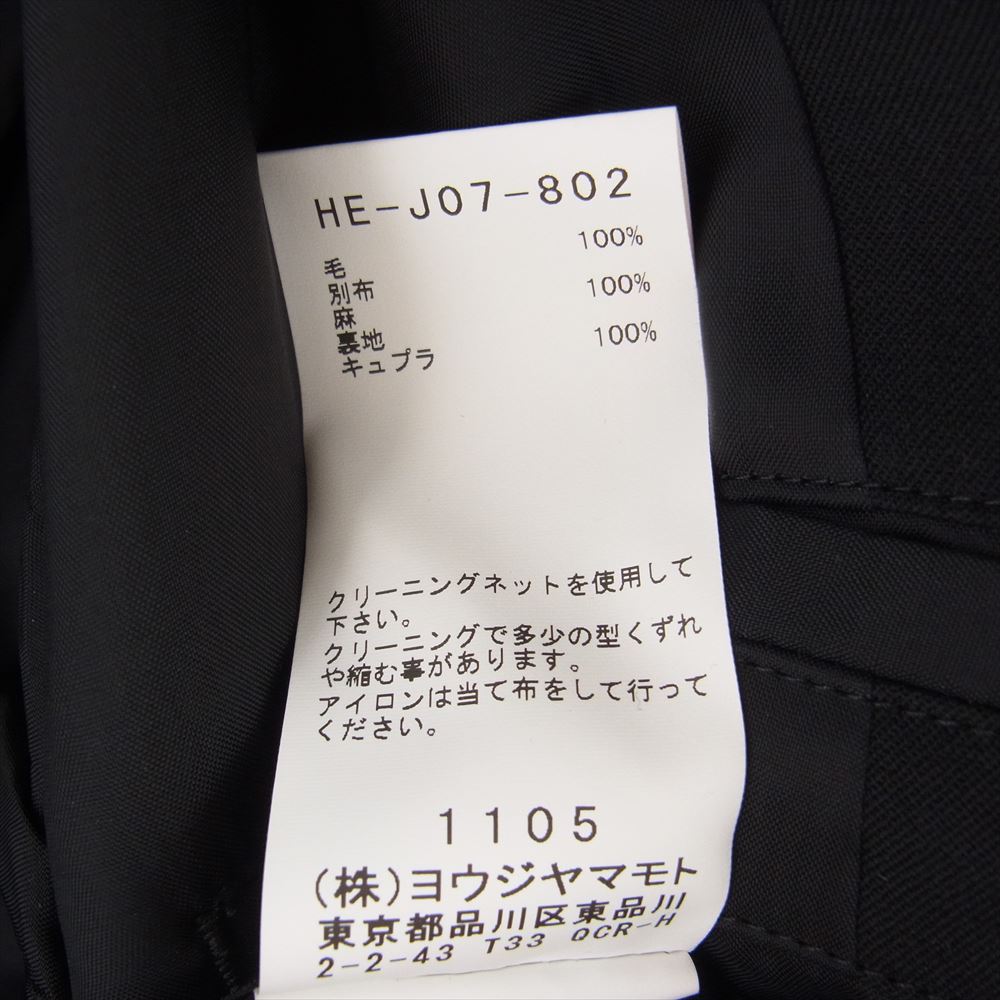 HE-J07-802
毛 100%
別布
麻 100%
裏地
キュプラ 100%
クリーニングネットを使用して
下さい。
クリーニングで多少の型くずれ
や縮む事があります。
アイロンは当て布をして行って
ください。
1105
(株)ヨウジヤマモト
東京都品川区東品川
2-2-43 T33 QCR-H